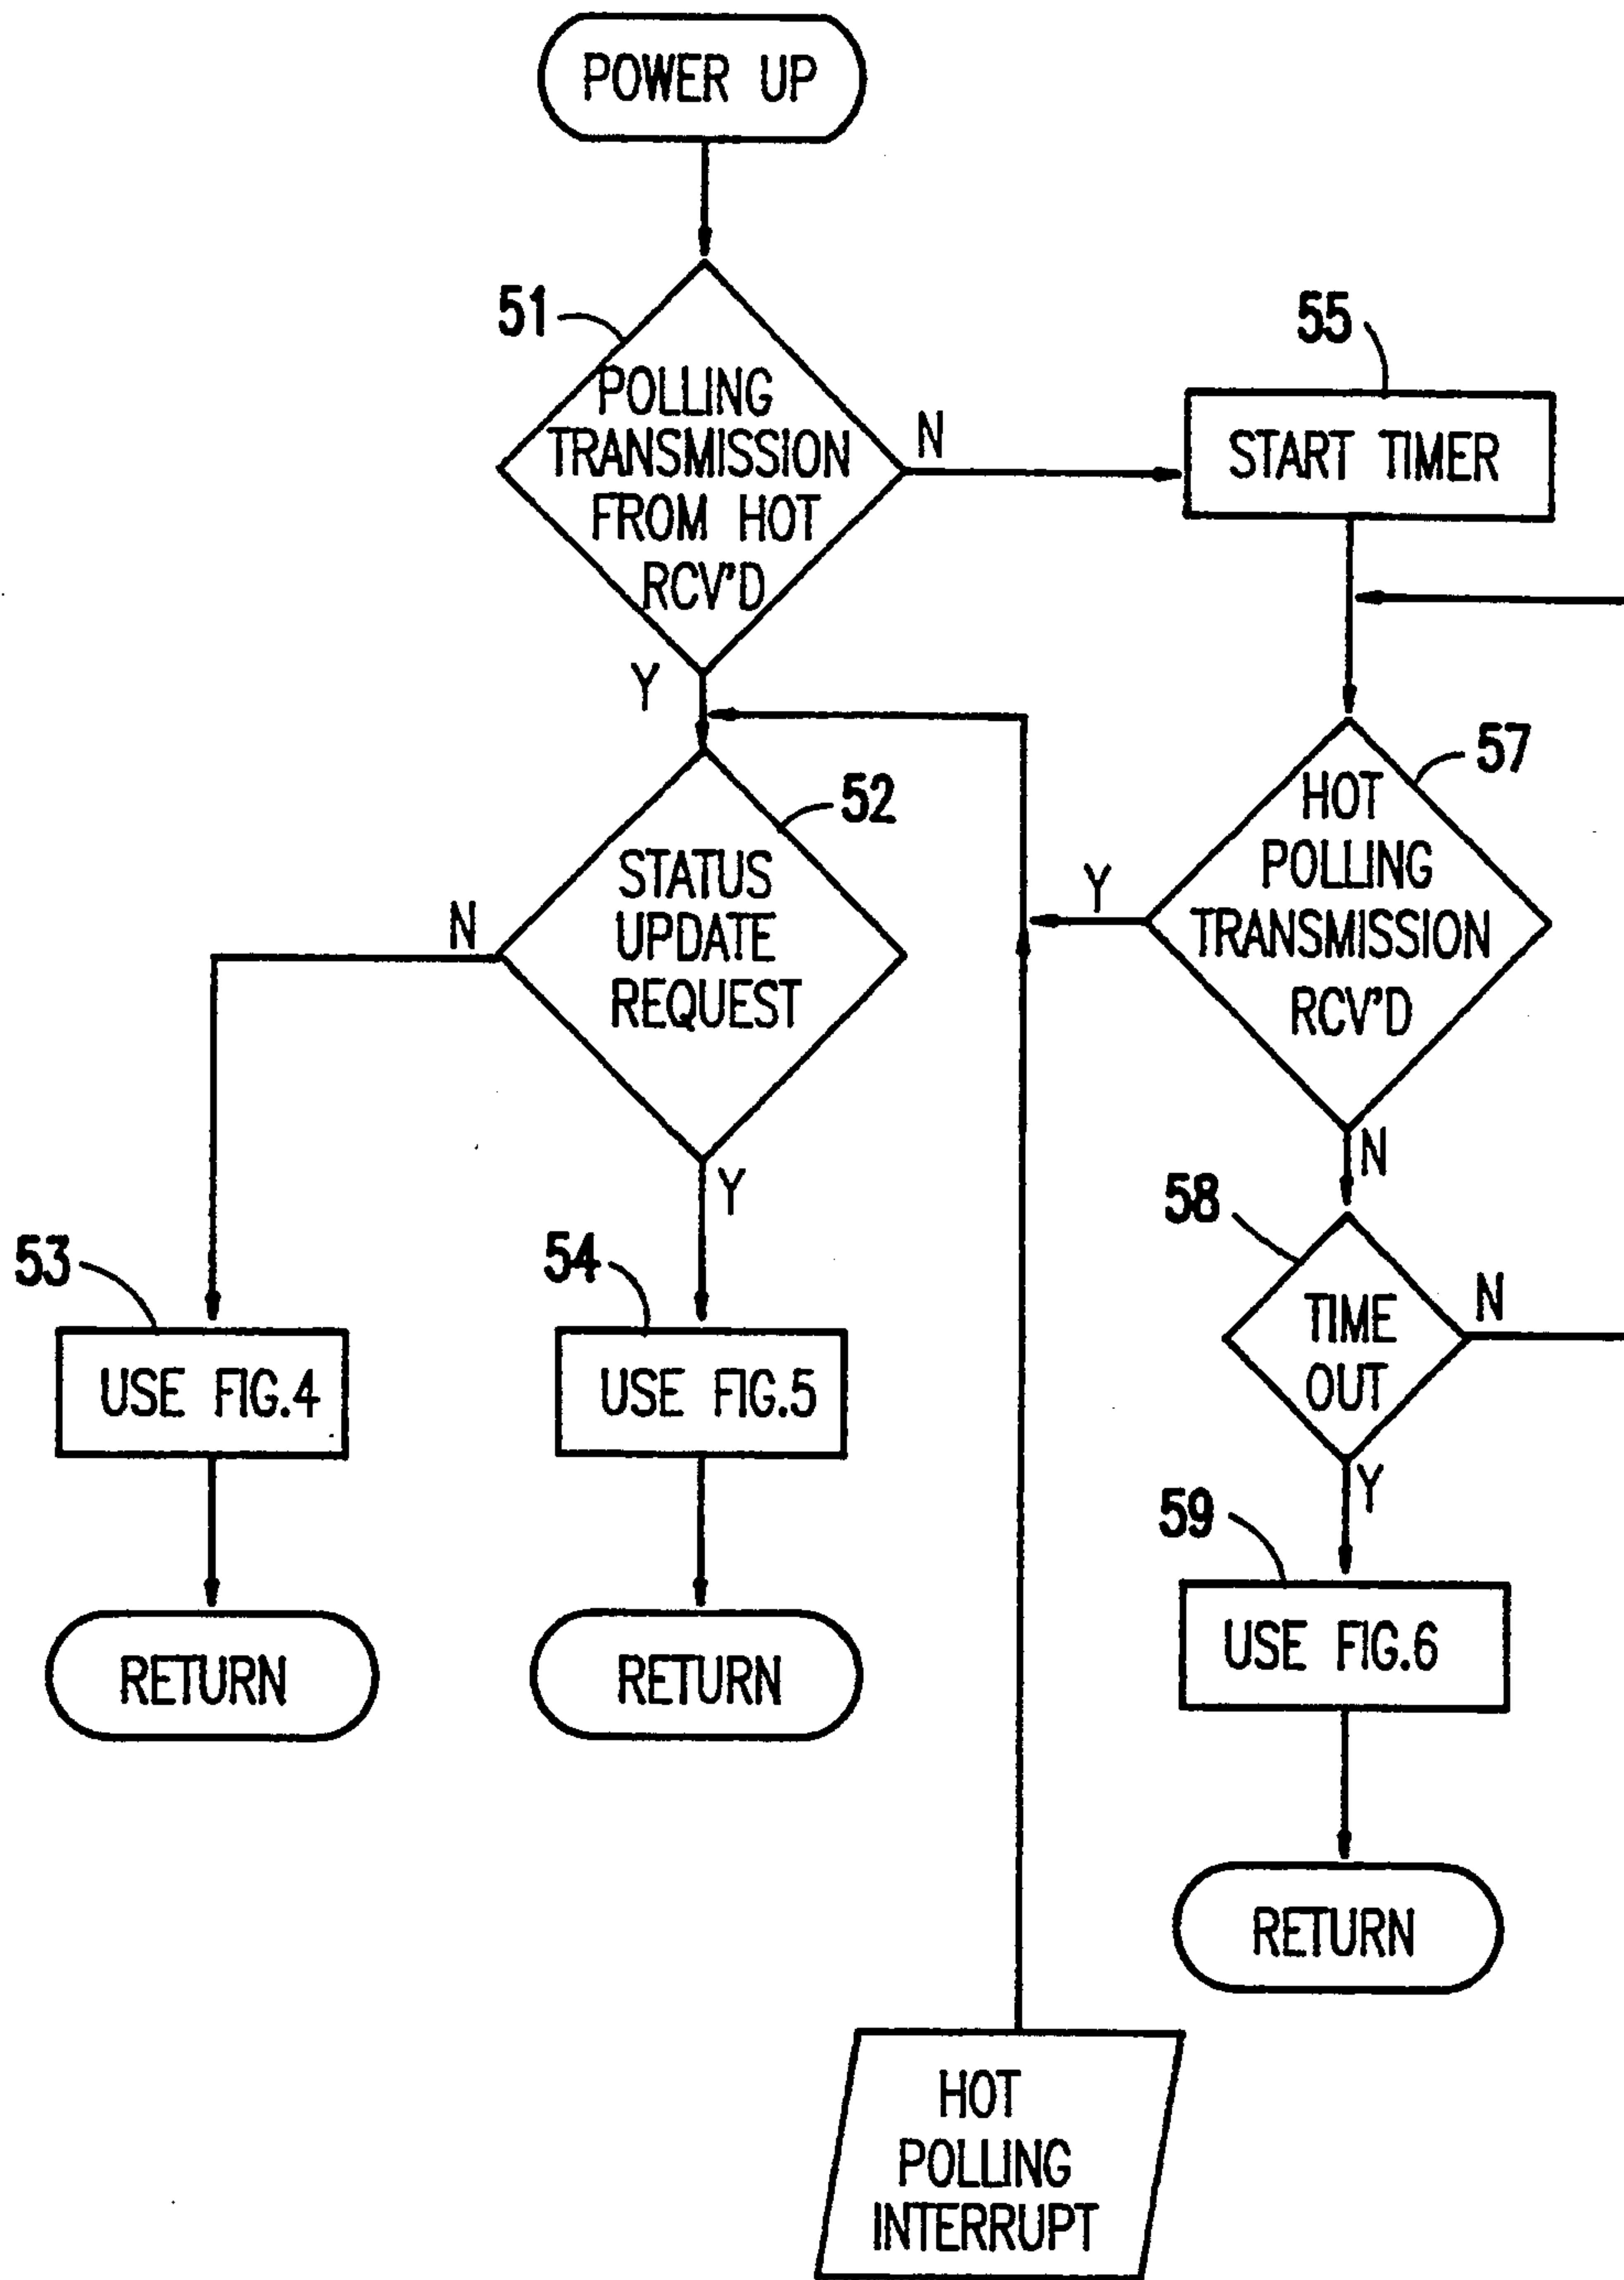 POWER UP
51
POLLING
TRANSMISSION
FROM HOT
RCV'D
N
Y
55
START TIMER
52
STATUS
UPDATE
REQUEST
N
Y
57
HOT
POLLING
TRANSMISSION
RCV'D
Y
N
58
TIME
OUT
N
Y
53
USE FIG.4
RETURN
54
USE FIG.5
RETURN
59
USE FIG.6
RETURN
HOT
POLLING
INTERRUPT